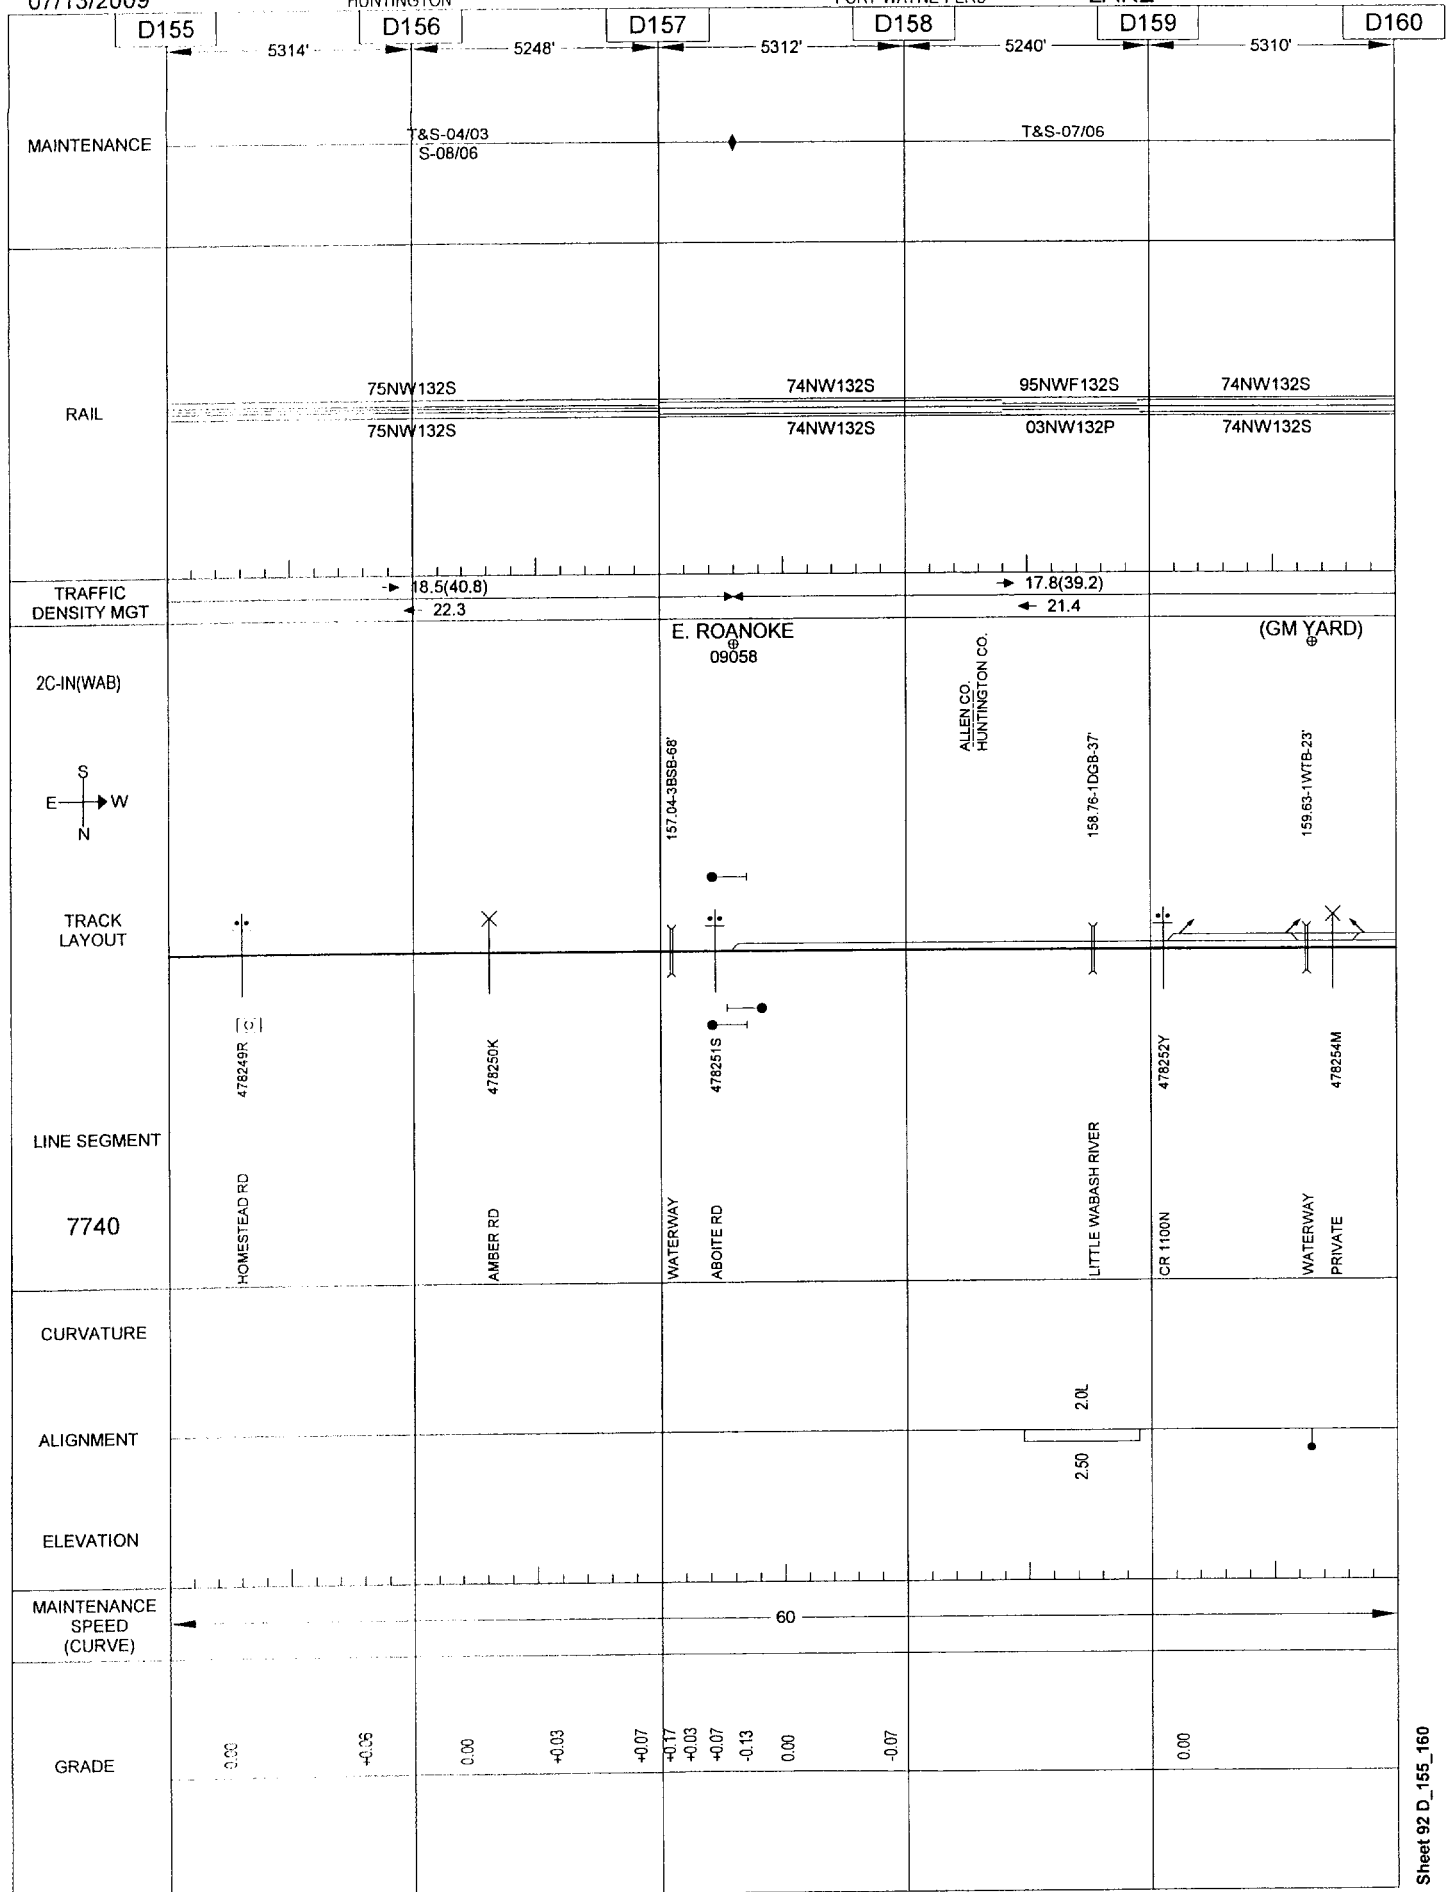 07/13/2009
HUNTINGTON
D155
D156
D157
D158
D159
D160
5314'
5248'
5312'
5240'
5310'
MAINTENANCE
T&S-04/03
S-08/06
T&S-07/06
RAIL
75NW132S
74NW132S
95NWF132S
74NW132S
75NW132S
74NW132S
03NW132P
74NW132S
TRAFFIC
DENSITY MGT
18.5(40.8)
22.3
17.8(39.2)
21.4
E. ROANOKE
09058
(GM YARD)
2C-IN(WAB)
ALLEN CO.
HUNTINGTON CO.
S
E
W
N
157.04-3BSB-68'
158.76-1DGB-37'
159.63-1WTB-23'
TRACK
LAYOUT
478249R
478250K
478251S
478252Y
478254M
LINE SEGMENT
7740
HOMESTEAD RD
AMBER RD
WATERWAY
ABOITE RD
LITTLE WABASH RIVER
CR 1100N
WATERWAY
PRIVATE
CURVATURE
2.0L
ALIGNMENT
2.50
ELEVATION
MAINTENANCE
SPEED
(CURVE)
60
GRADE
0.00
+0.06
0.00
+0.03
+0.07
+0.17
+0.03
+0.07
-0.13
0.00
-0.07
0.00
Sheet 92 D_155_160